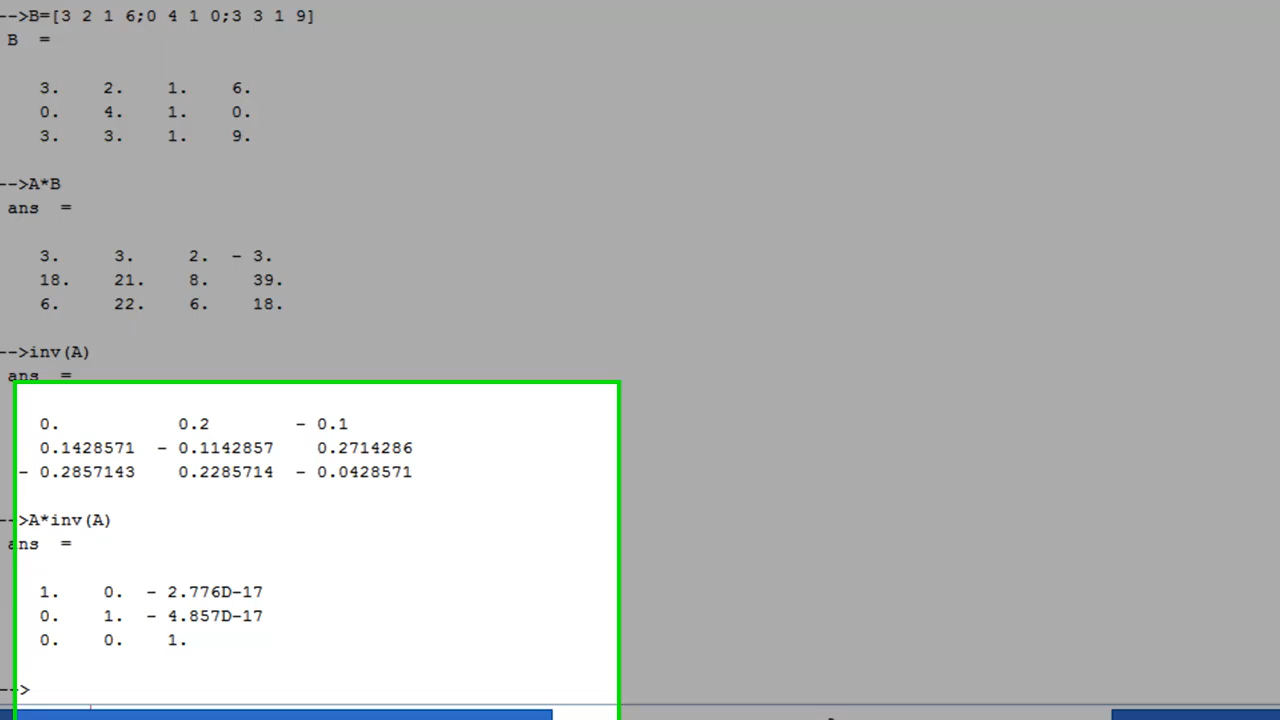 -->B=[3 2 1 6;0 4 1 0;3 3 1 9]
B =
3. 2. 1. 6.
0. 4. 1. 0.
3. 3. 1. 9.
-->A*B
ans =
3. 3. 2. - 3.
18. 21. 8. 39.
6. 22. 6. 18.
-->inv(A)
ans =
0. 0.2 - 0.1
0.1428571 - 0.1142857 0.2714286
- 0.2857143 0.2285714 - 0.0428571
-->A*inv(A)
ans =
1. 0. - 2.776D-17
0. 1. - 4.857D-17
0. 0. 1.
-->